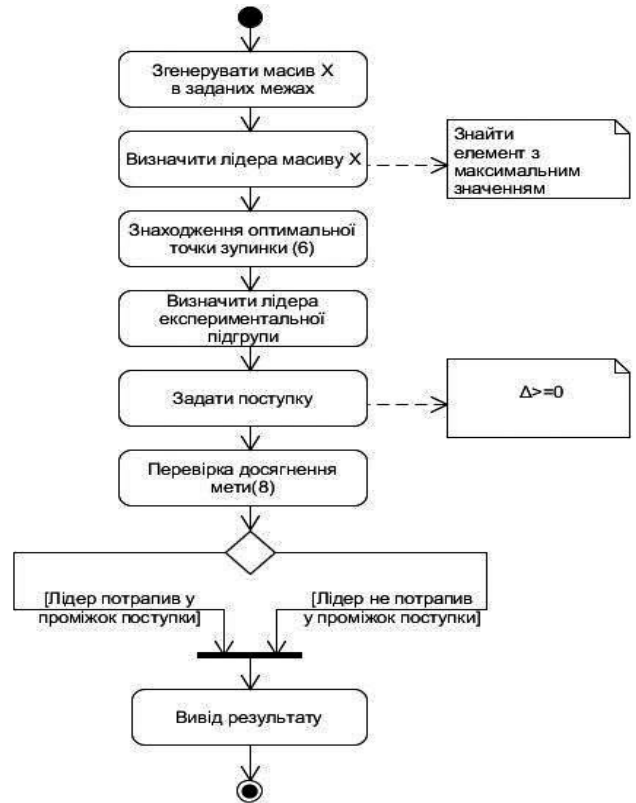 Згенерувати масив X
в заданих межах
Визначити лідера масиву X
Знайти
елемент з
максимальним
значенням
Знаходження оптимальної
точки зупинки (6)
Визначити лідера
експериментальної
підгрупи
Задати поступку
Δ>=0
Перевірка досягнення
мети(8)
[Лідер потрапив у
проміжок поступки]
[Лідер не потрапив
у проміжок поступки]
Вивід результату